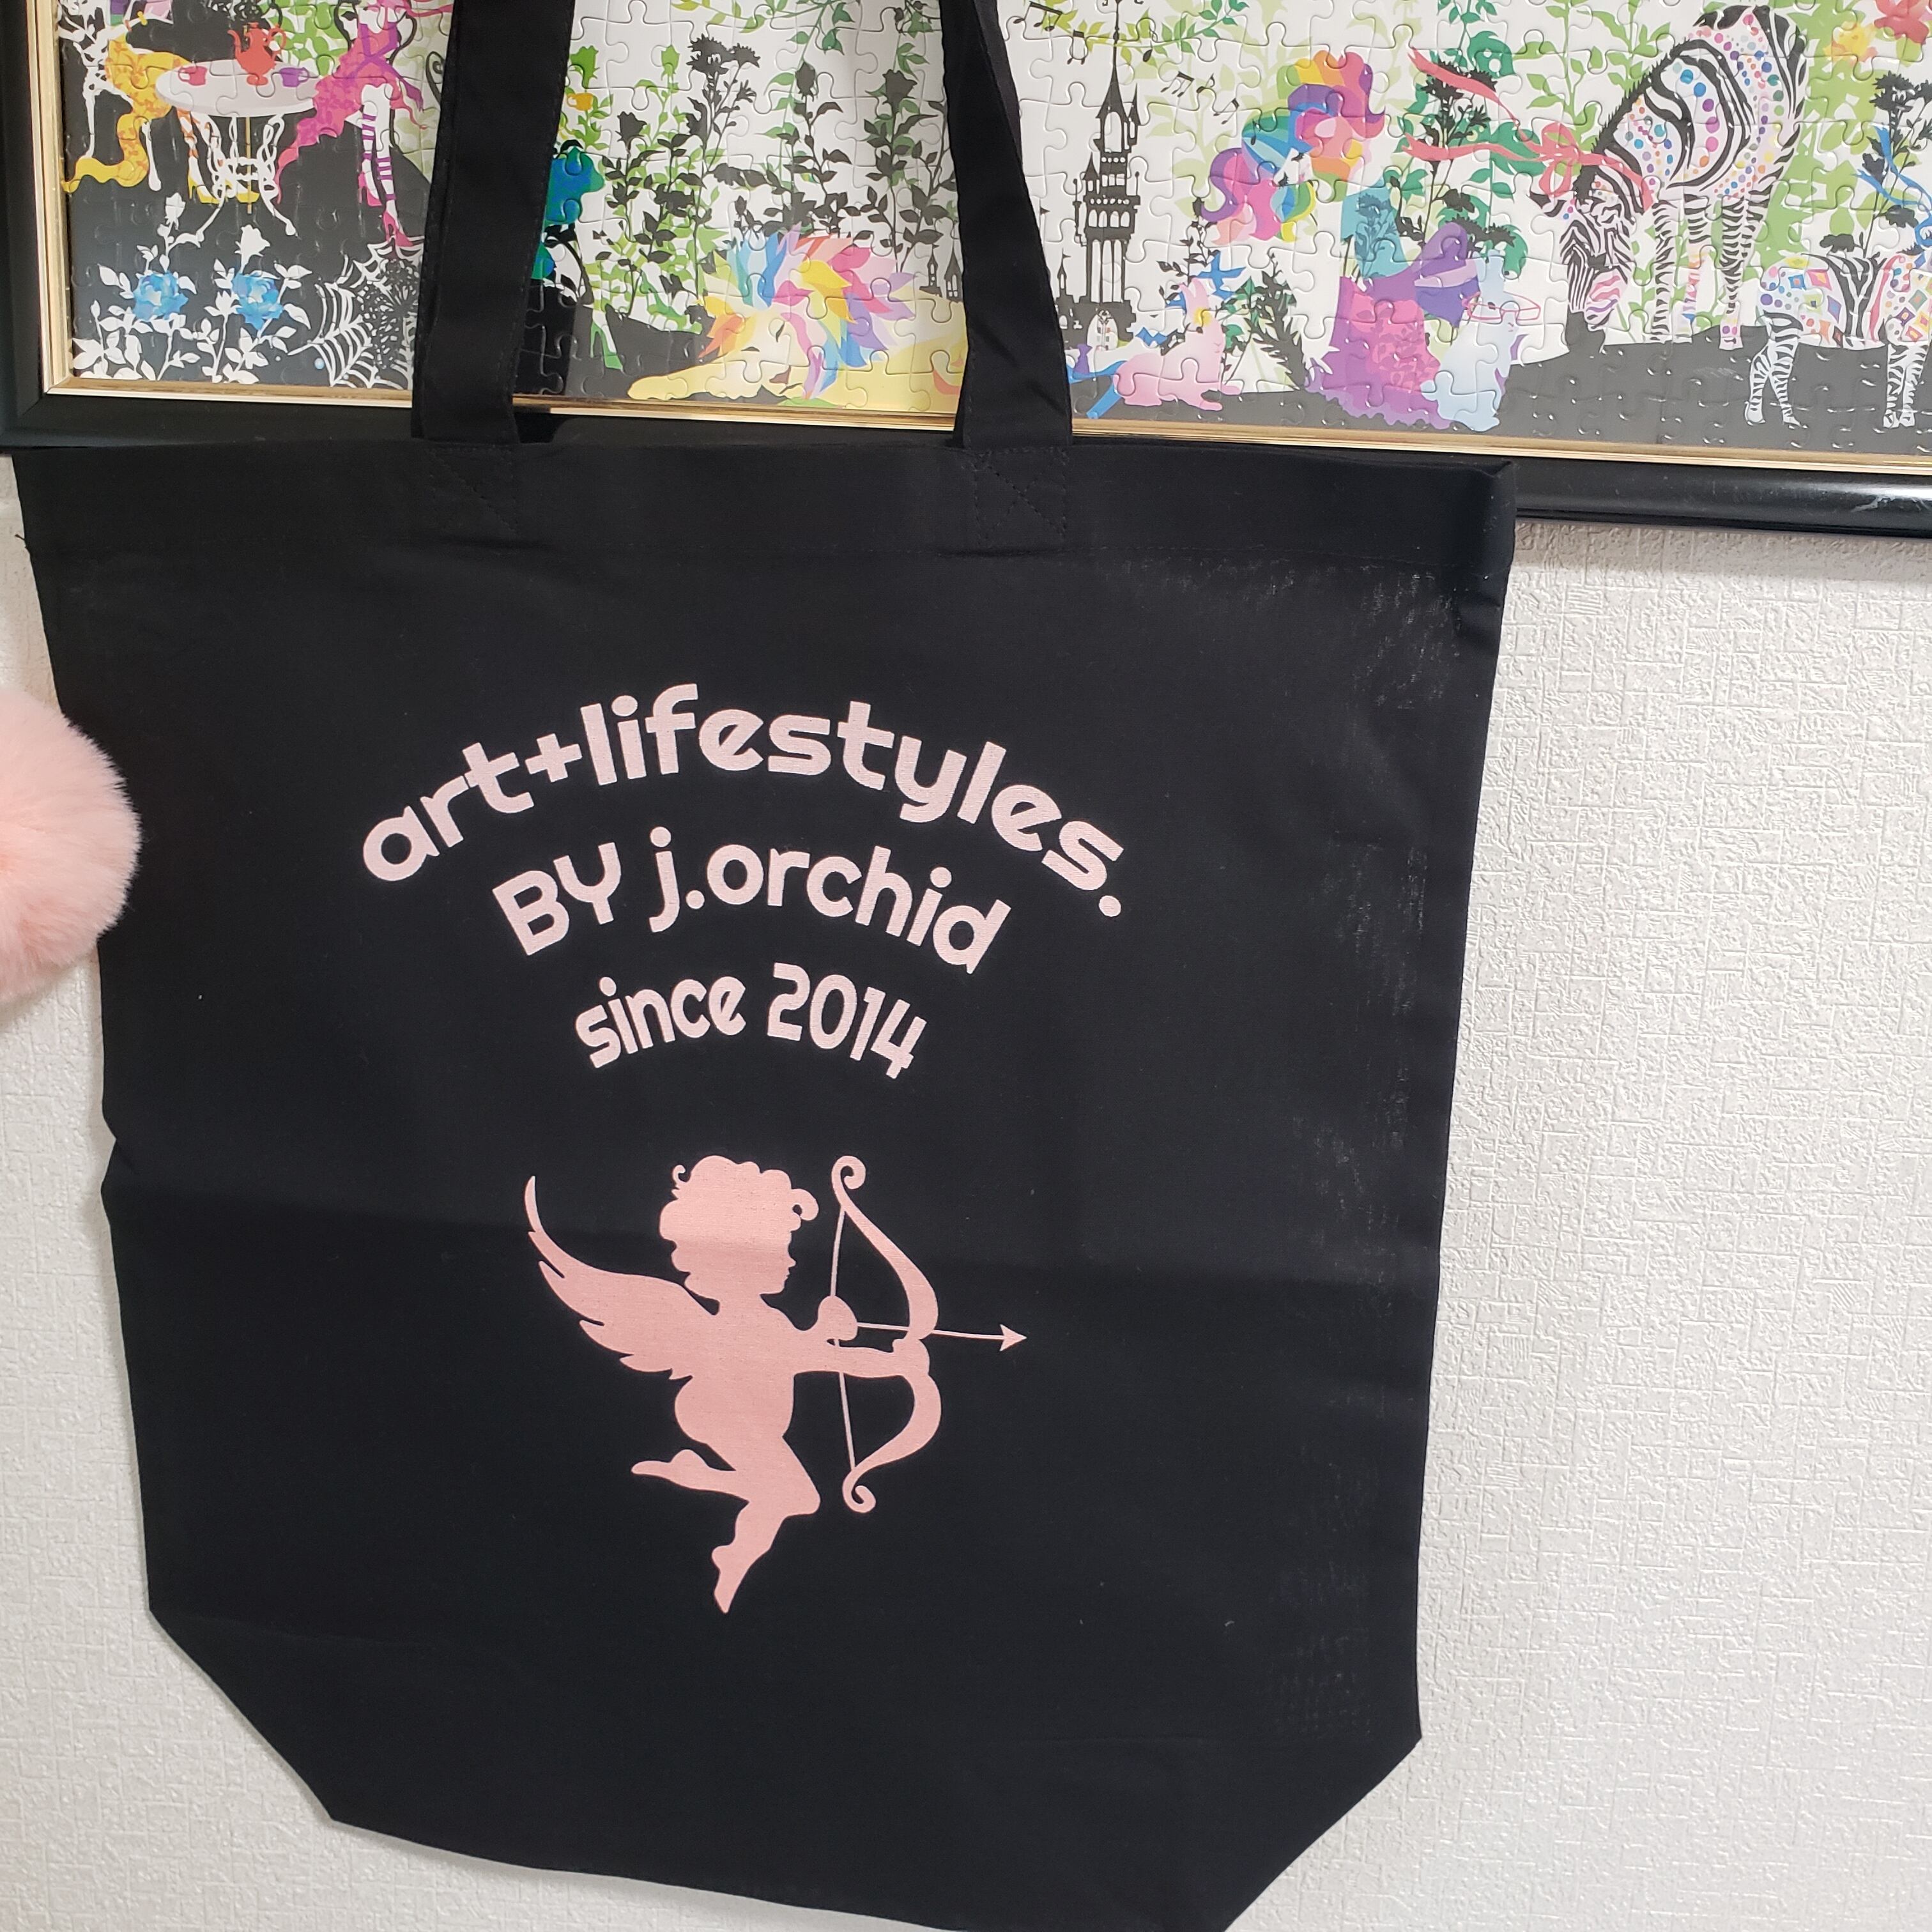 art+lifestyles.
BY j.orchid
since 2014